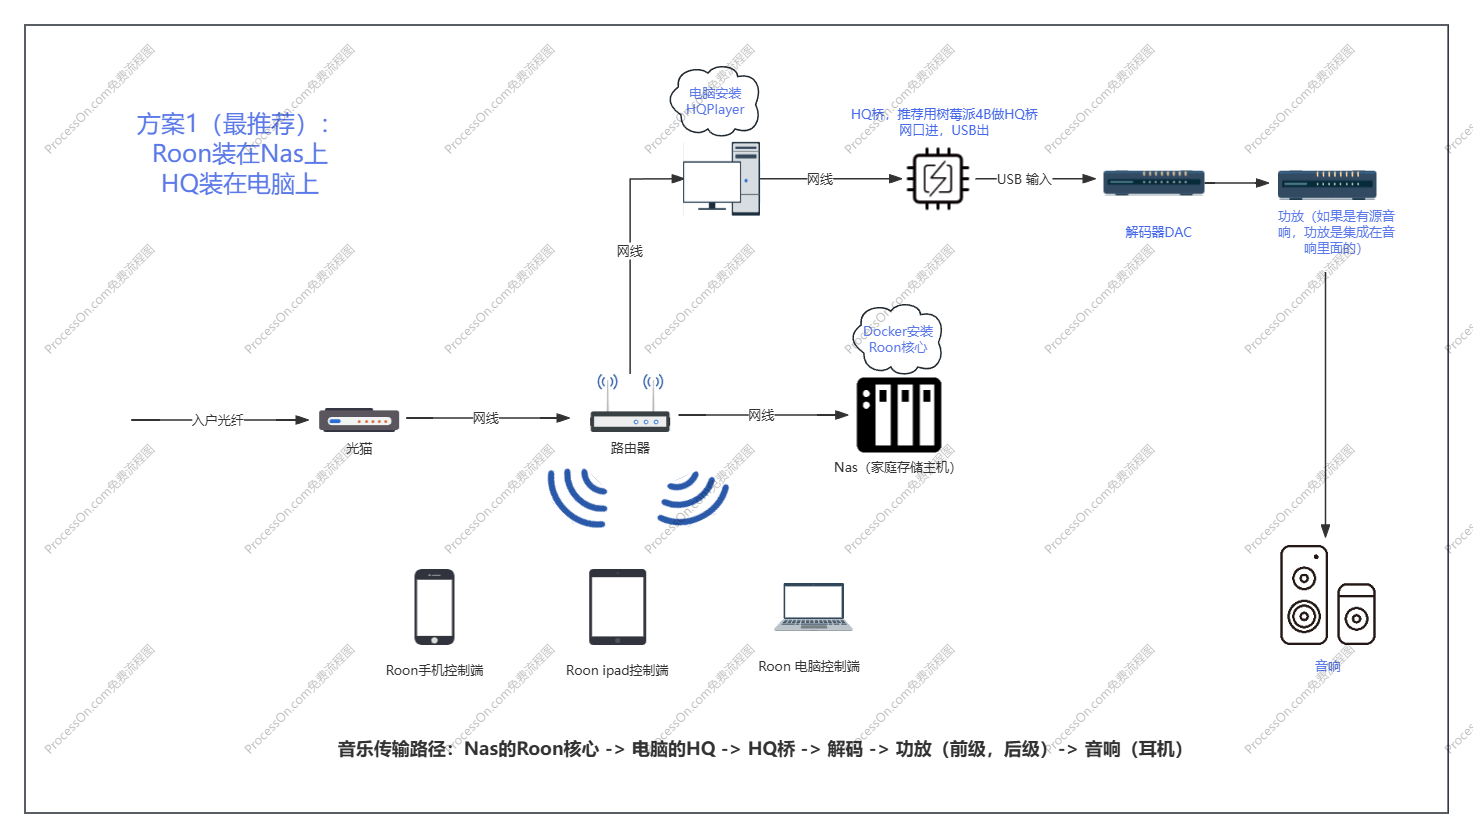 方案1（最推荐）:
Roon装在Nas上
HQ装在电脑上
电脑安装
HQPlayer
HQ桥，推荐用树莓派4B做HQ桥
网口进，USB出
网线
USB 输入
解码器DAC
功放（如果是有源音
响，功放是集成在音
响里面的）
网线
Docker安装
Roon核心
入户光纤
光猫
网线
路由器
网线
Nas（家庭存储主机）
Roon手机控制端
Roon ipad控制端
Roon 电脑控制端
音响
音乐传输路径：Nas的Roon核心 -> 电脑的HQ -> HQ桥 -> 解码 -> 功放（前级，后级）-> 音响（耳机）
ProcessOn.com免费流程图